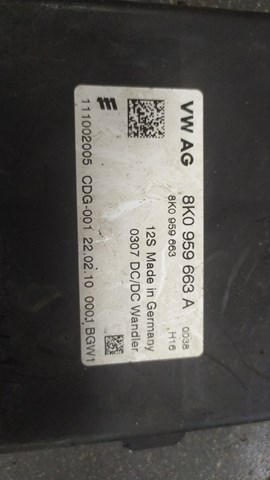 VW AG
8K0 959 663 A 0038
8K0 959 663 H16
12S Made in Germany
0307 DC/DC Wandler
111002005 CDG-001 22.02.10 0001 BGW1